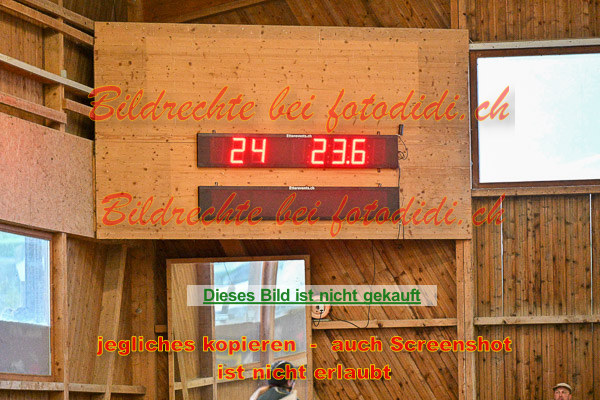 Bildrechte bei fotodidi.ch
24 23.6
Bildrechte bei fotodidi.ch
Dieses Bild ist nicht gekauft
jegliches kopieren - auch Screenshot
ist nicht erlaubt